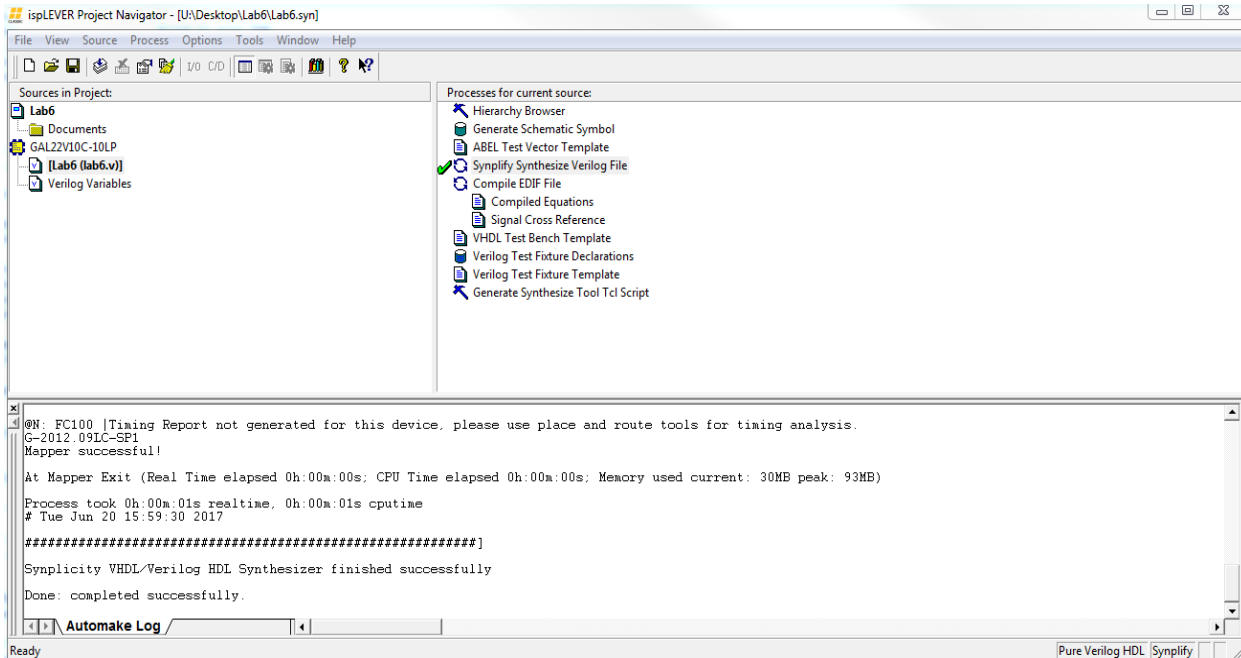 ispLEVER Project Navigator - [U:\Desktop\Lab6\Lab6.syn]
File View Source Process Options Tools Window Help
I/O C/D
Sources in Project:
Lab6
Documents
GAL22V10C-10LP
[Lab6 (lab6.v)]
Verilog Variables
Processes for current source:
Hierarchy Browser
Generate Schematic Symbol
ABEL Test Vector Template
Synplify Synthesize Verilog File
Compile EDIF File
Compiled Equations
Signal Cross Reference
VHDL Test Bench Template
Verilog Test Fixture Declarations
Verilog Test Fixture Template
Generate Synthesize Tool Tcl Script
@N: FC100 |Timing Report not generated for this device, please use place and route tools for timing analysis.
G-2012.09LC-SP1
Mapper successful!
At Mapper Exit (Real Time elapsed 0h:00m:00s; CPU Time elapsed 0h:00m:00s; Memory used current: 30MB peak: 93MB)
Process took 0h:00m:01s realtime, 0h:00m:01s cputime
# Tue Jun 20 15:59:30 2017
###########################################################]
Synplicity VHDL/Verilog HDL Synthesizer finished successfully
Done: completed successfully.
Automake Log
Ready
Pure Verilog HDL Synplify